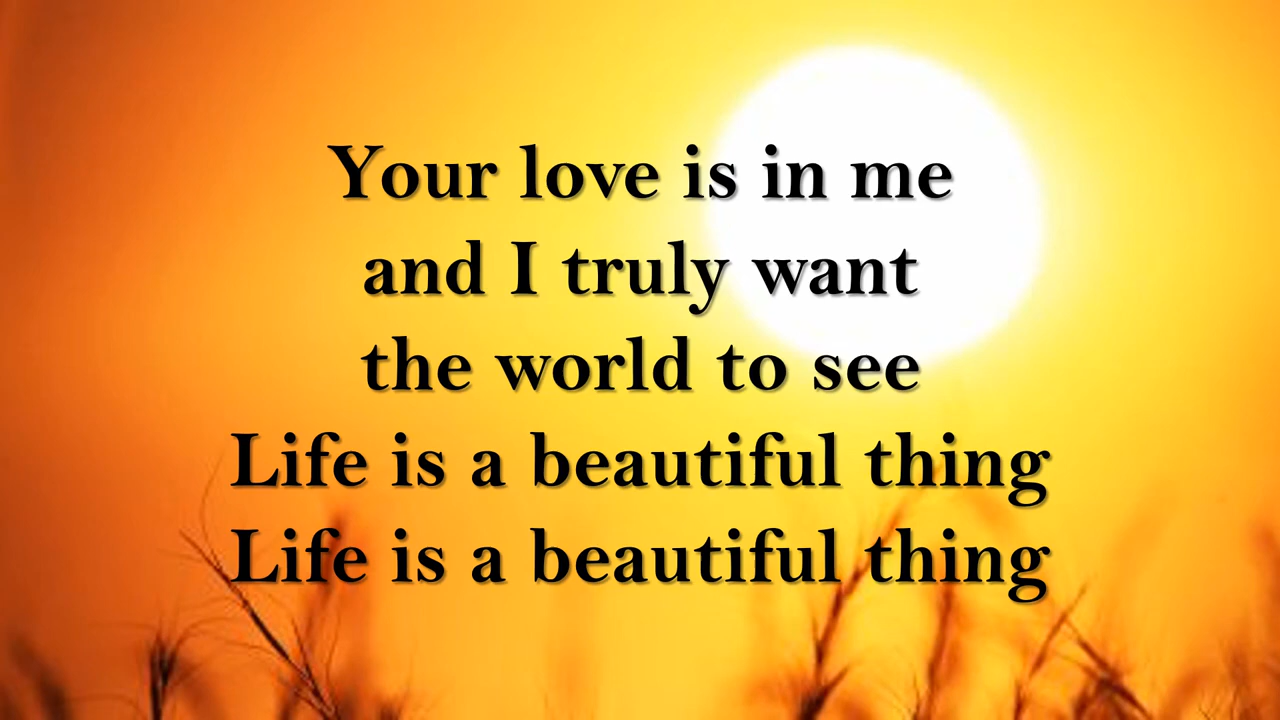 Your love is in me
and I truly want
the world to see
Life is a beautiful thing
Life is a beautiful thing